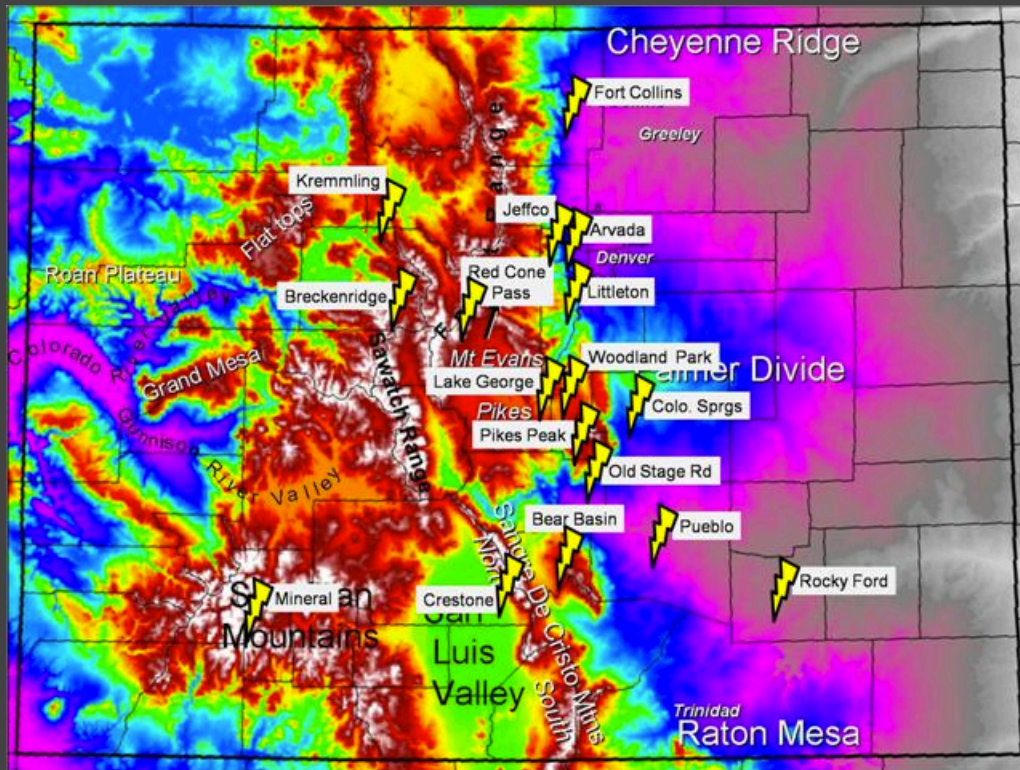 Cheyenne Ridge
Fort Collins
Greeley
Kremmling
Flat tops
Jeffco
Arvada
Denver
Roan Plateau
Red Cone
Pass
Breckenridge
Littleton
Colorado River Valley
Grand Mesa
Mt Evans
Woodland Park
Lake George
almer Divide
Sawatch Range
Pikes
Colo. Sprgs
Pikes Peak
Gunnison River Valley
Old Stage Rd
Bear Basin
Pueblo
Sangre De Cristo Mtns
North
Rocky Ford
Mineral
Crestone
Mountains
San
Luis
Valley
South
Trinidad
Raton Mesa